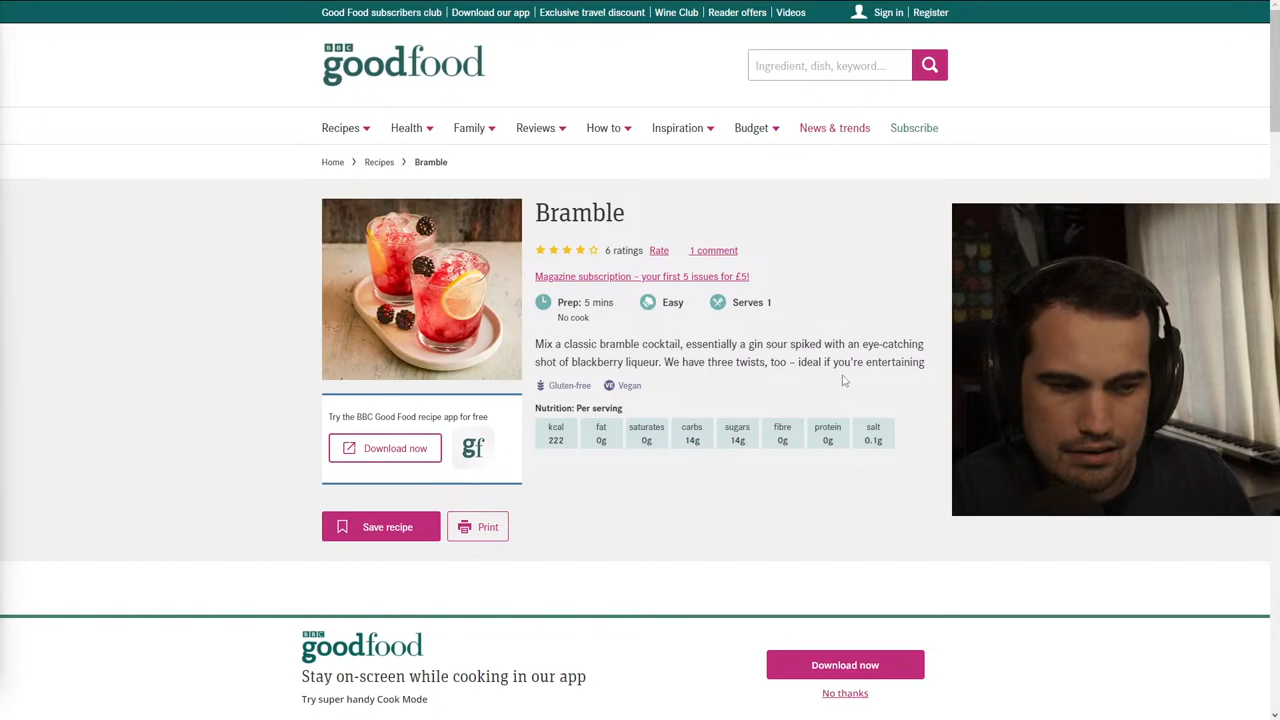 Good Food subscribers club | Download our app | Exclusive travel discount | Wine Club | Reader offers | Videos
Sign in | Register
BBC
goodfood
Ingredient, dish, keyword...
Recipes Health Family Reviews How to Inspiration Budget News & trends Subscribe
Home Recipes Bramble
Bramble
6 ratings Rate 1 comment
Magazine subscription – your first 5 issues for £5!
Prep: 5 mins Easy Serves 1
No cook
Mix a classic bramble cocktail, essentially a gin sour spiked with an eye-catching
shot of blackberry liqueur. We have three twists, too – ideal if you're entertaining
Gluten-free VE Vegan
Nutrition: Per serving
kcal fat saturates carbs sugars fibre protein salt
222 0g 0g 14g 14g 0g 0g 0.1g
Try the BBC Good Food recipe app for free
Download now gf
Save recipe Print
BBC
goodfood
Stay on-screen while cooking in our app
Try super handy Cook Mode
Download now
No thanks